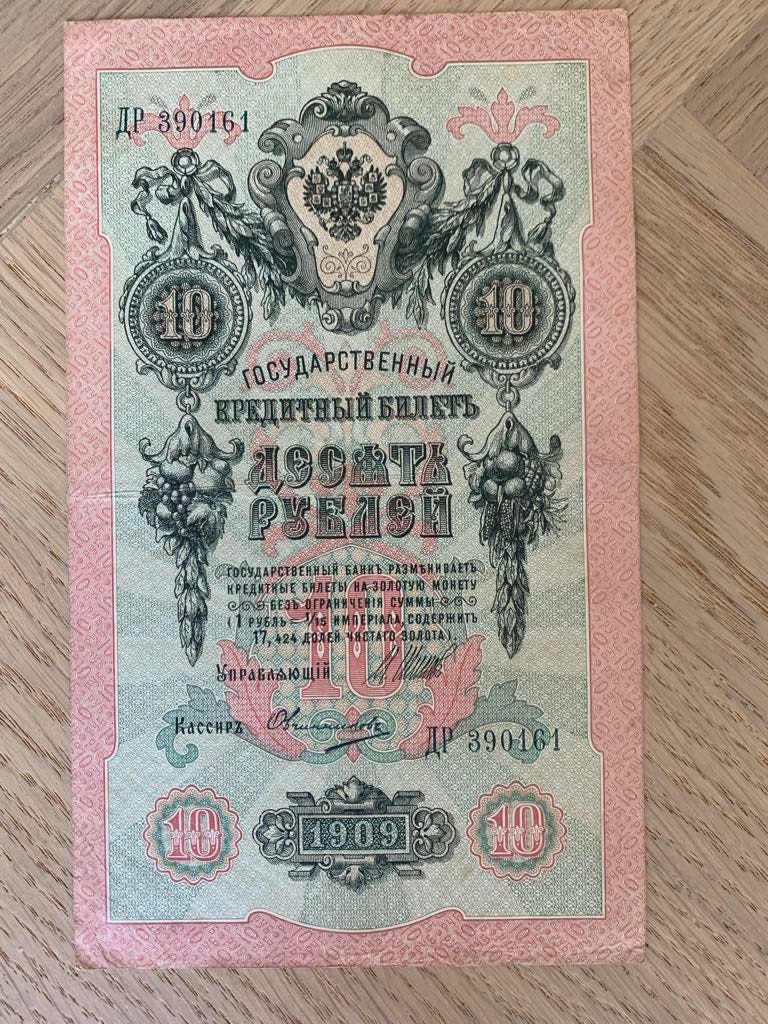 ДР 390161
10 10
ГОСУДАРСТВЕННЫЙ
КРЕДИТНЫЙ БИЛЕТЪ
ДЕСЯТЬ
РУБЛЕЙ
ГОСУДАРСТВЕННЫЙ БАНКЪ РАЗМѢНИВАЕТЪ
КРЕДИТНЫЕ БИЛЕТЫ НА ЗОЛОТУЮ МОНЕТУ
БЕЗЪ ОГРАНИЧЕНІЯ СУММЫ
(1 РУБЛЬ = 1/15 ИМПЕРІАЛА, СОДЕРЖИТЪ
17,424 ДОЛЕЙ ЧИСТАГО ЗОЛОТА).
10
УПРАВЛЯЮЩІЙ
КАССИРЪ Овчинниковъ
ДР 390161
10 1909 10